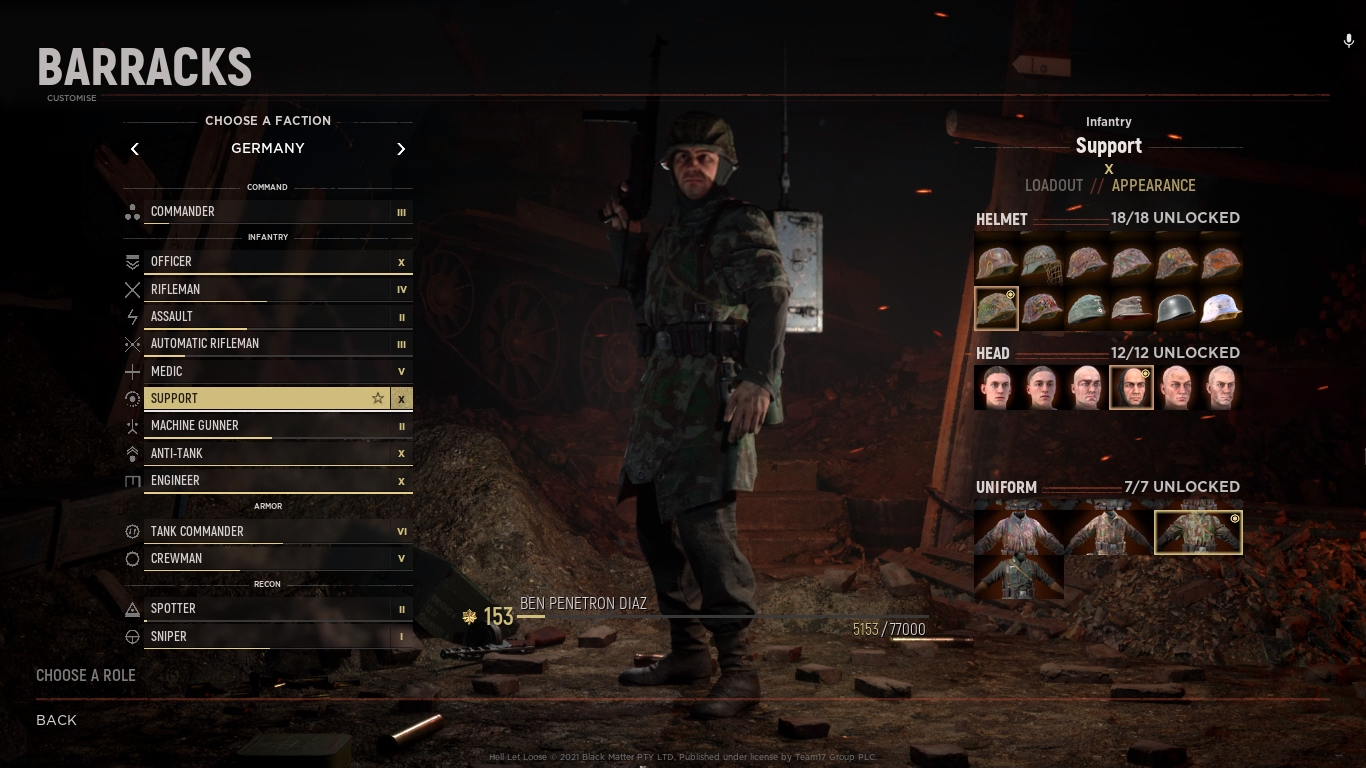 BARRACKS
CUSTOMISE
CHOOSE A FACTION
GERMANY
COMMAND
COMMANDER III
INFANTRY
OFFICER X
RIFLEMAN IV
ASSAULT II
AUTOMATIC RIFLEMAN III
MEDIC V
SUPPORT X
MACHINE GUNNER II
ANTI-TANK X
ENGINEER X
ARMOR
TANK COMMANDER VI
CREWMAN V
RECON
SPOTTER II
SNIPER I
CHOOSE A ROLE
BACK
153 BEN PENETRON DIAZ
5153/77000
Infantry
Support
X
LOADOUT // APPEARANCE
HELMET 18/18 UNLOCKED
HEAD 12/12 UNLOCKED
UNIFORM 7/7 UNLOCKED
Hell Let Loose © 2021 Black Matter PTY LTD, Published under license by Team17 Group PLC.